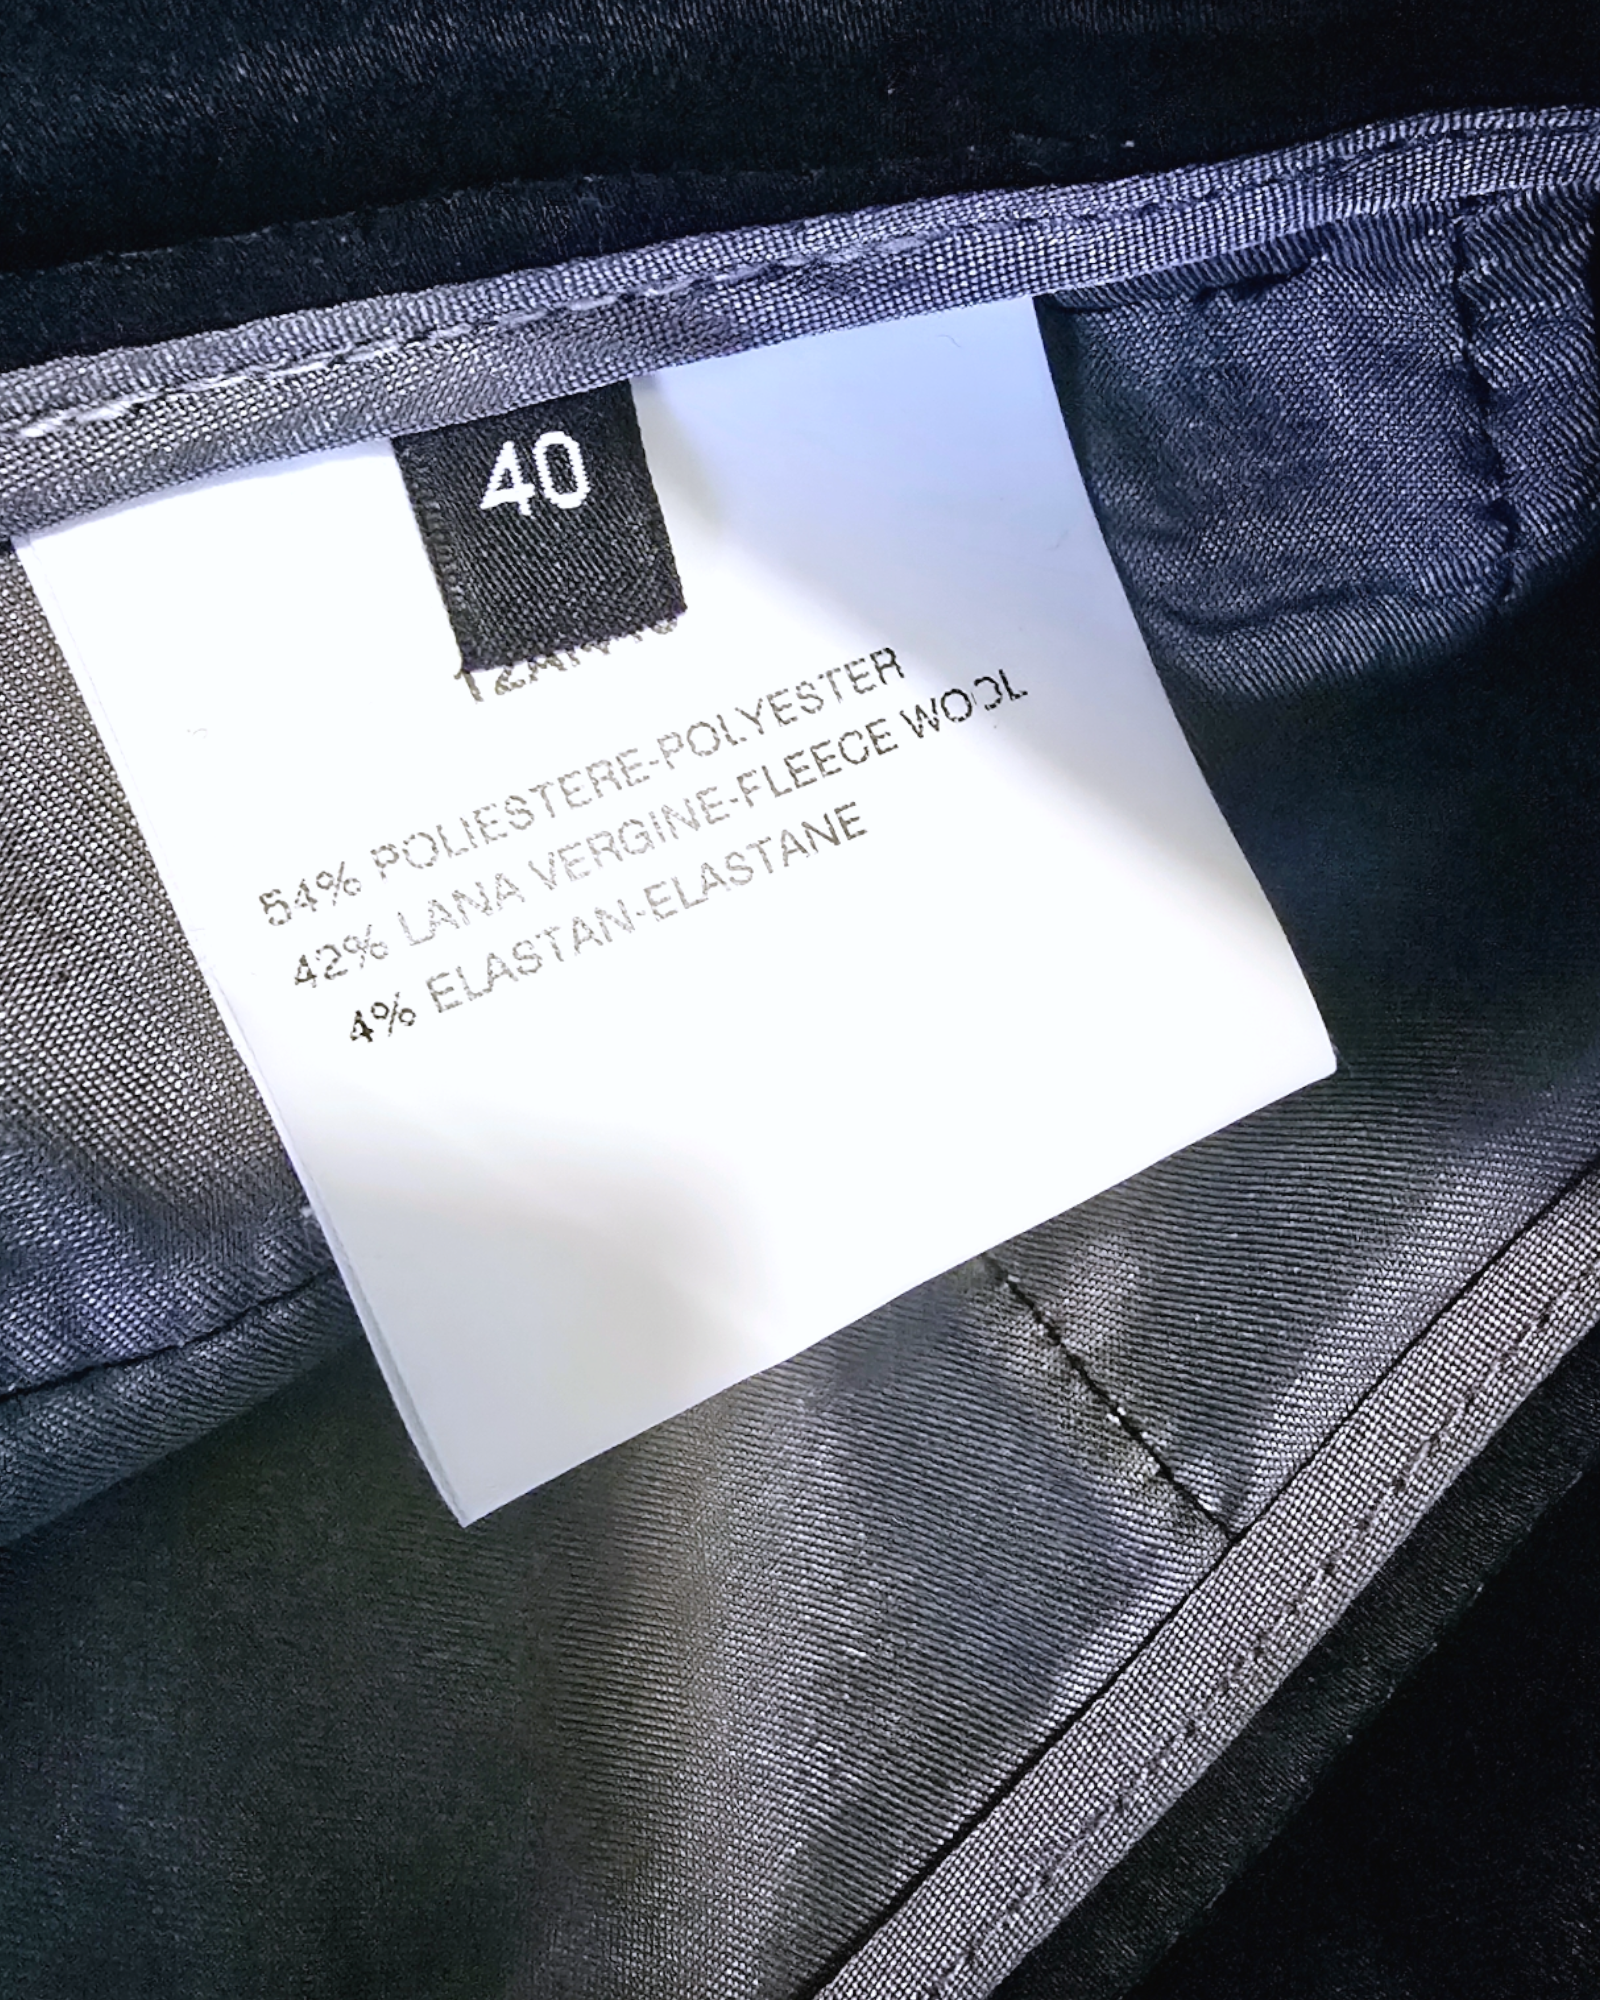 40
54% POLIESTERE-POLYESTER
42% LANA VERGINE-FLEECE WOOL
4% ELASTAN-ELASTANE